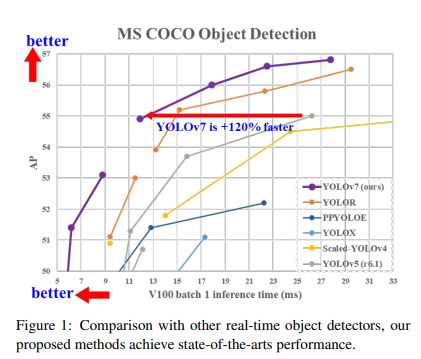 MS COCO Object Detection
better
57
56
55
54
53
52
51
50
AP
YOLOv7 is +120% faster
YOLOv7 (ours)
YOLOR
PPYOLOE
YOLOX
Scaled-YOLOv4
YOLOv5 (r6.1)
5 7 9 11 13 15 17 19 21 23 25 27 29 31 33
better
V100 batch 1 inference time (ms)
Figure 1: Comparison with other real-time object detectors, our
proposed methods achieve state-of-the-arts performance.